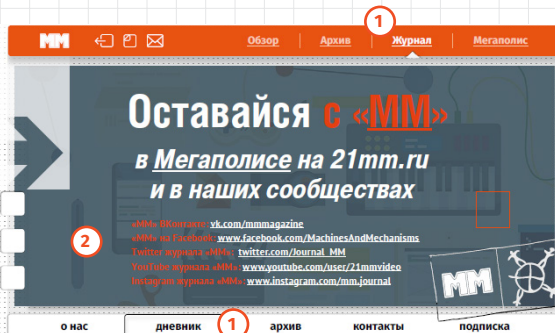 1
ММ Обзор Архив Журнал Мегаполис
Оставайся с «ММ»
в Мегаполисе на 21mm.ru
и в наших сообществах
«ММ» ВКонтакте: vk.com/mmmagazine
«ММ» на Facebook: www.facebook.com/MachinesAndMechanisms
2
Twitter журнала «ММ»: twitter.com/Journal_MM
YouTube журнала «ММ»: www.youtube.com/user/21mmvideo
Instagram журнала «ММ»: www.instagram.com/mm.journal
ММ
о нас дневник 1 архив контакты подписка